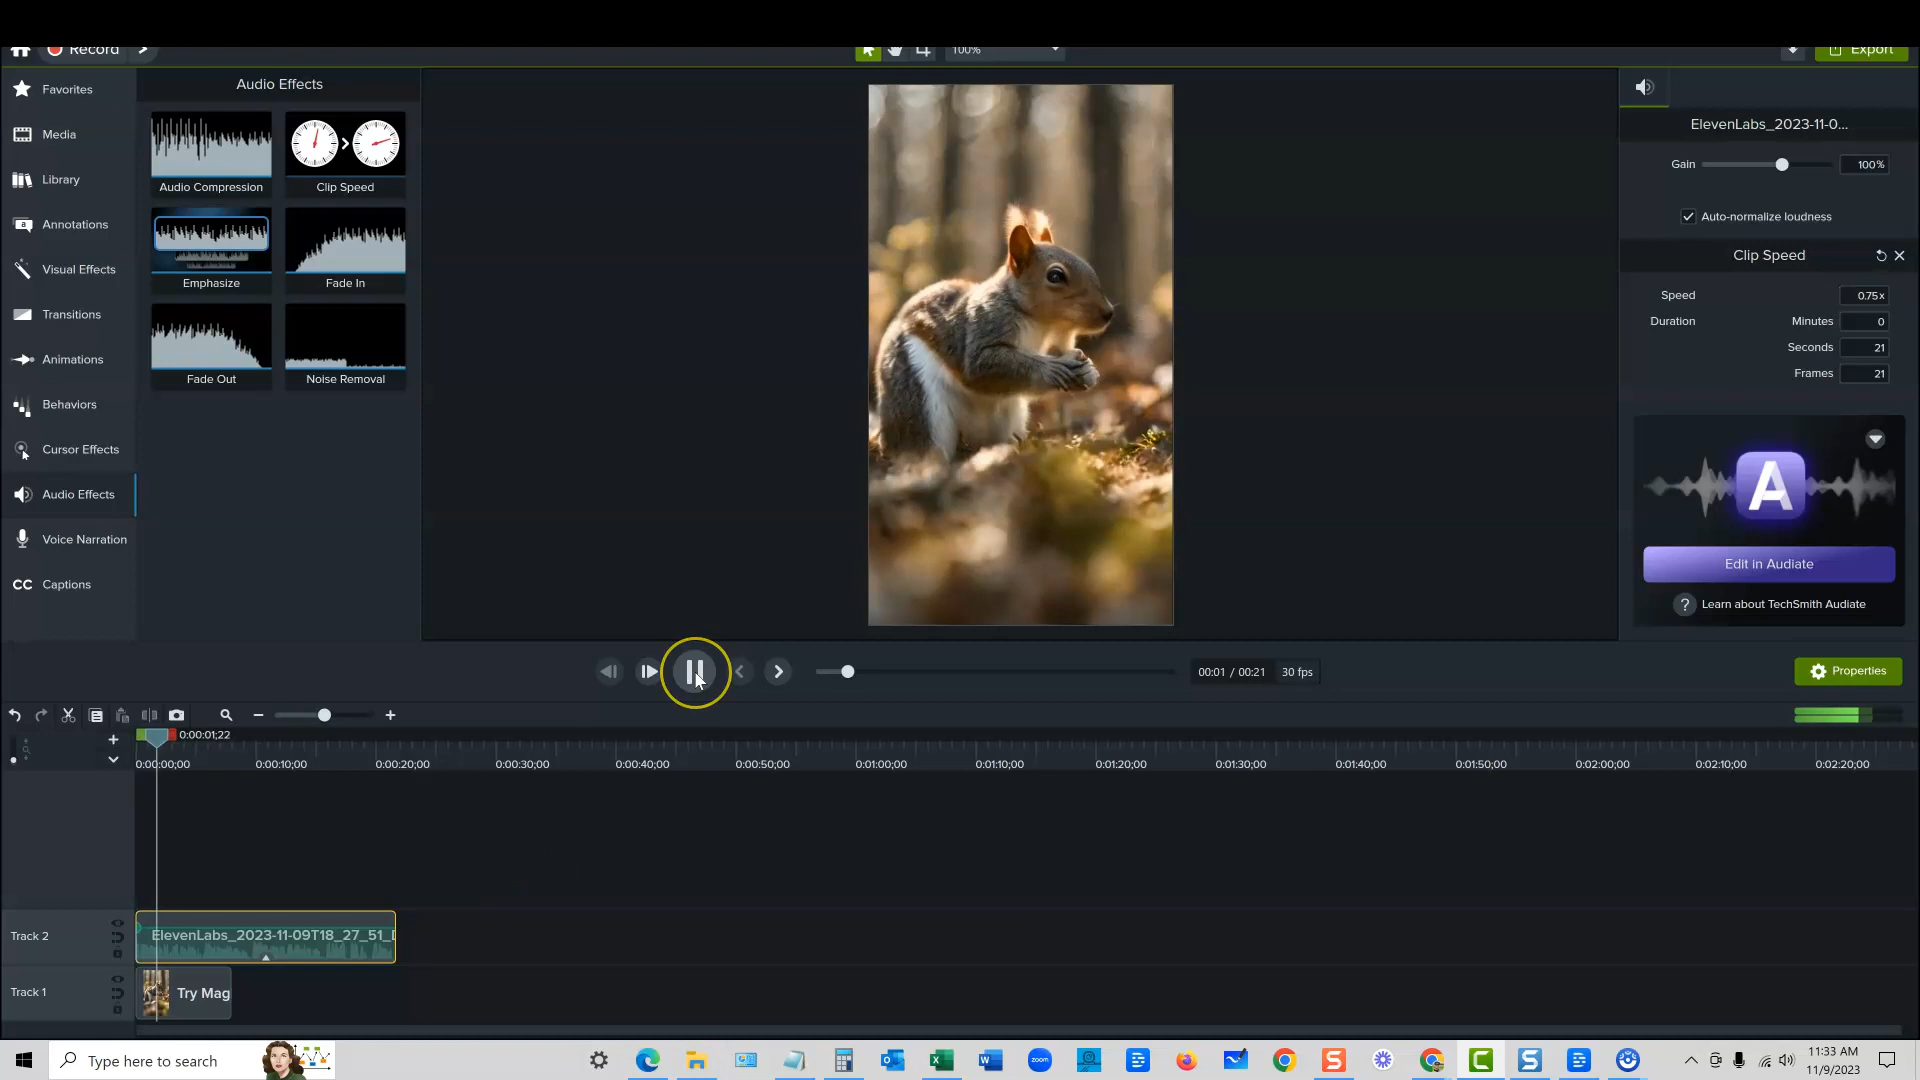 Record
100%
Export
Favorites
Media
Library
Annotations
Visual Effects
Transitions
Animations
Behaviors
Cursor Effects
Audio Effects
Voice Narration
CC Captions
Audio Effects
Audio Compression
Clip Speed
Emphasize
Fade In
Fade Out
Noise Removal
ElevenLabs_2023-11-0...
Gain 100%
Auto-normalize loudness
Clip Speed
Speed 0.75x
Duration Minutes 0
Seconds 21
Frames 21
A
Edit in Audiate
? Learn about TechSmith Audiate
00:01 / 00:21 30 fps
Properties
0:00:01;22
0:00:00;00 0:00:10;00 0:00:20;00 0:00:30;00 0:00:40;00 0:00:50;00 0:01:00;00 0:01:10;00 0:01:20;00 0:01:30;00 0:01:40;00 0:01:50;00 0:02:00;00 0:02:10;00 0:02:20;00
Track 2
ElevenLabs_2023-11-09T18_27_51_
Track 1
Try Mag
Type here to search
zoom
11:33 AM
11/9/2023